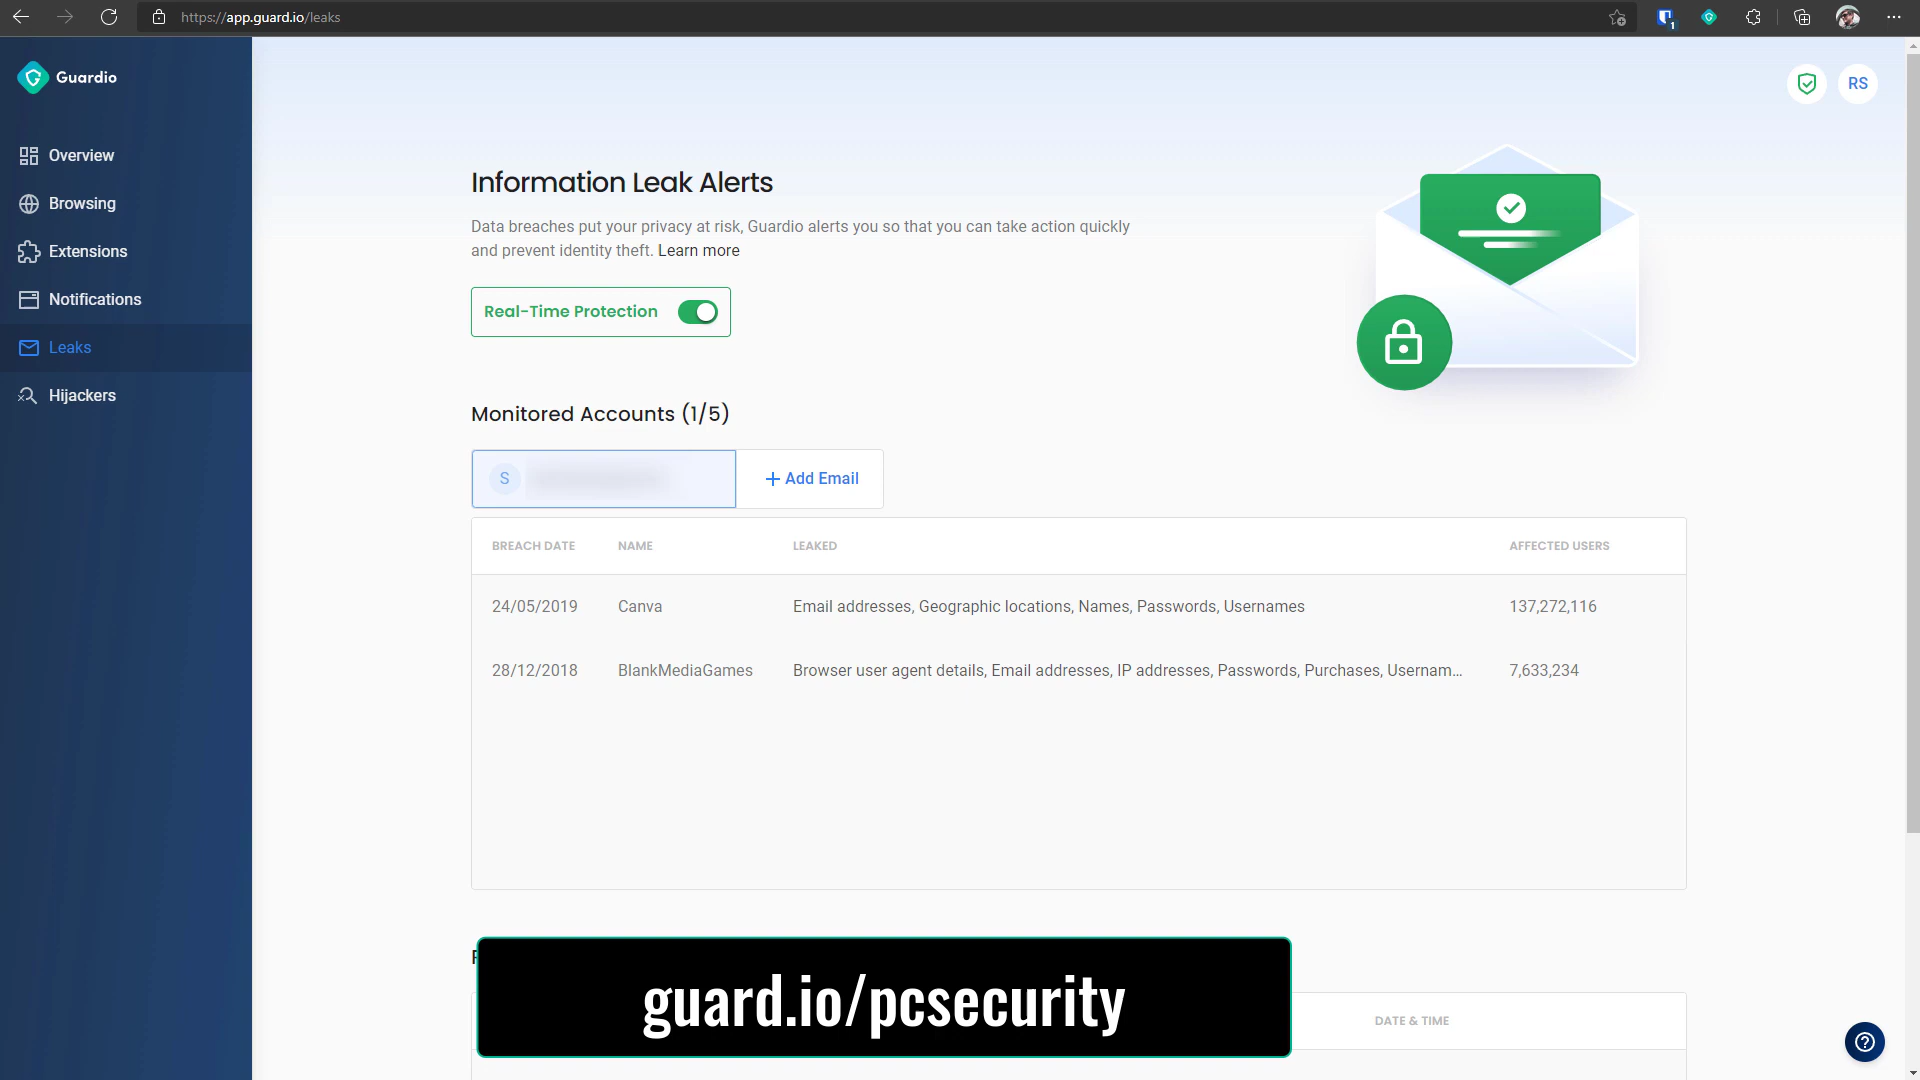 https://app.guard.io/leaks
1
Guardio
RS
Overview
Browsing
Extensions
Notifications
Leaks
Hijackers
Information Leak Alerts
Data breaches put your privacy at risk, Guardio alerts you so that you can take action quickly
and prevent identity theft. Learn more
Real-Time Protection
Monitored Accounts (1/5)
S
+ Add Email
BREACH DATE NAME LEAKED AFFECTED USERS
24/05/2019 Canva Email addresses, Geographic locations, Names, Passwords, Usernames 137,272,116
28/12/2018 BlankMediaGames Browser user agent details, Email addresses, IP addresses, Passwords, Purchases, Usernam... 7,633,234
guard.io/pcsecurity
DATE & TIME